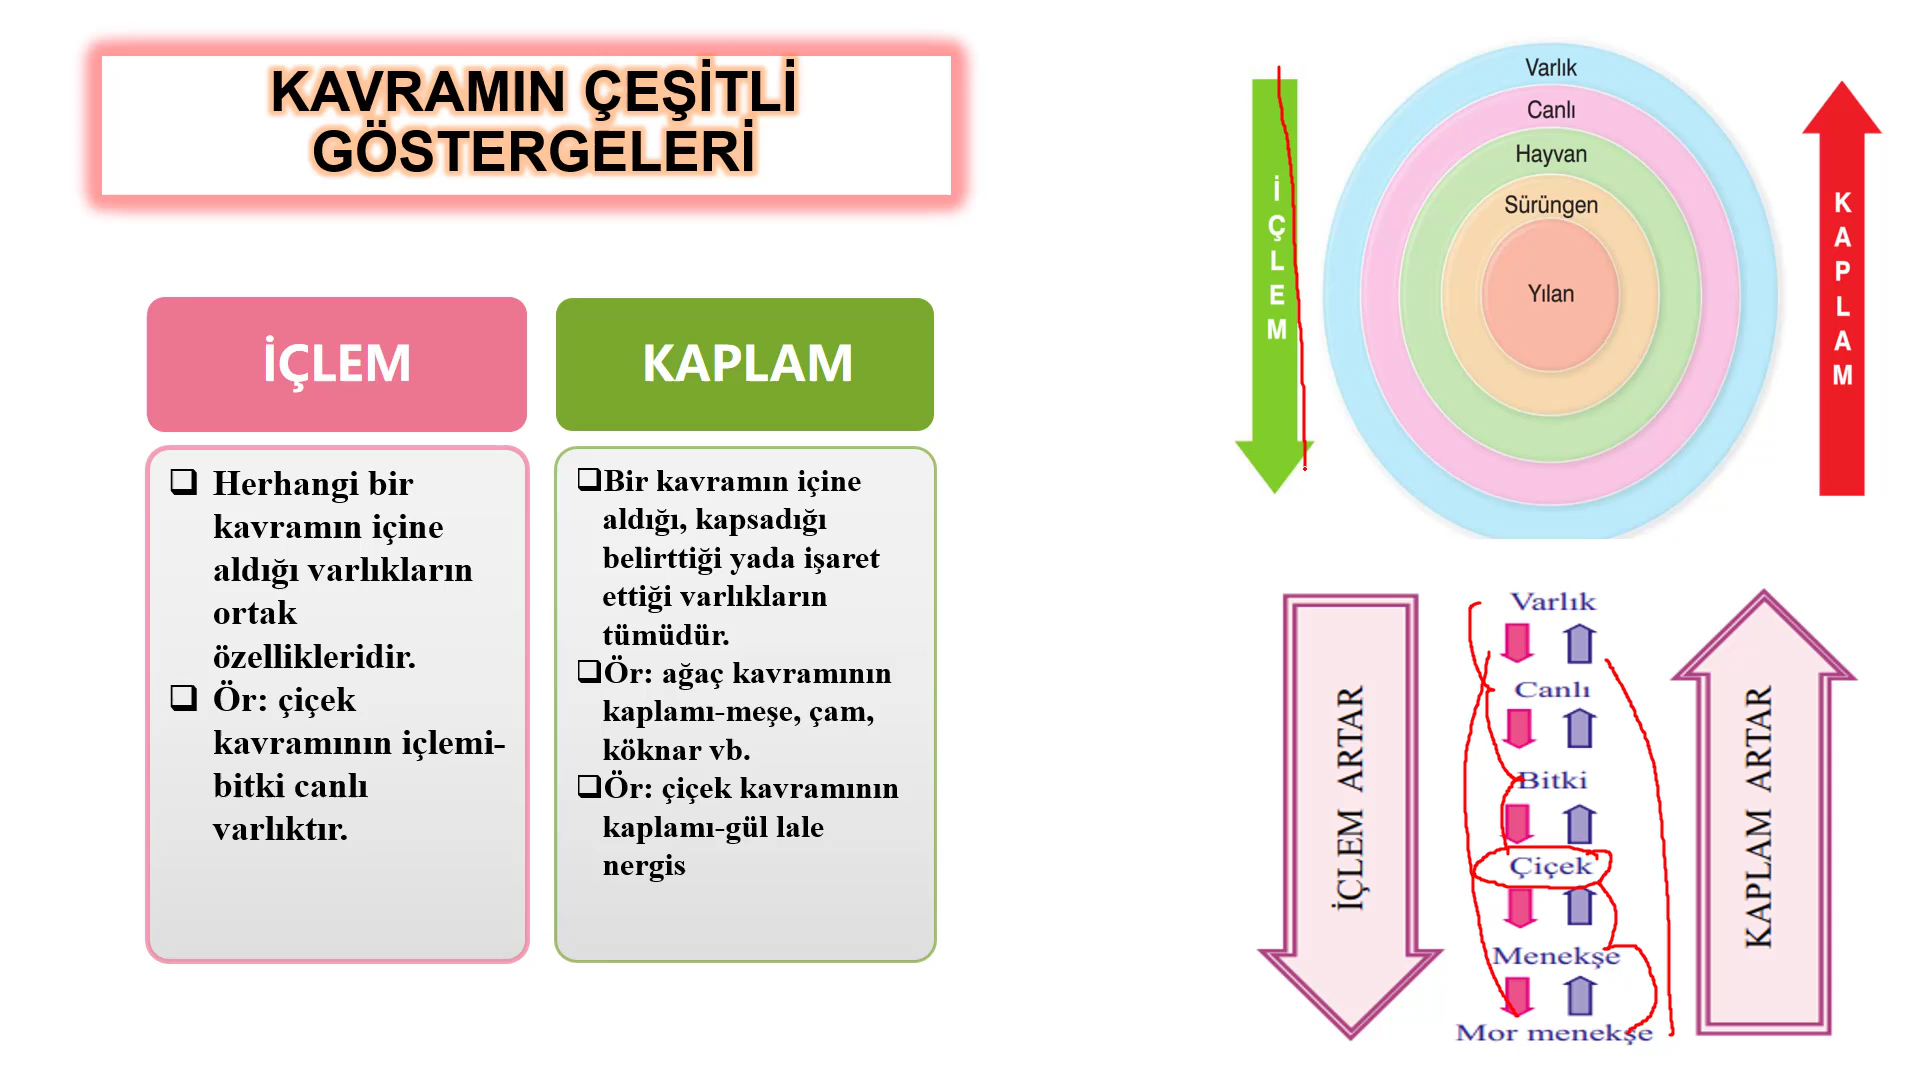 KAVRAMIN ÇEŞİTLİ
GÖSTERGELERİ
İÇLEM
❑ Herhangi bir
kavramın içine
aldığı varlıkların
ortak
özellikleridir.
❑ Ör: çiçek
kavramının içlemi-
bitki canlı
varlıktır.
KAPLAM
❑Bir kavramın içine
aldığı, kapsadığı
belirttiği yada işaret
ettiği varlıkların
tümüdür.
❑Ör: ağaç kavramının
kaplamı-meşe, çam,
köknar vb.
❑Ör: çiçek kavramının
kaplamı-gül lale
nergis
İÇLEM
Varlık
Canlı
Hayvan
Sürüngen
Yılan
KAPLAM
İÇLEM ARTAR
Varlık
Canlı
Bitki
Çiçek
Menekşe
Mor menekşe
KAPLAM ARTAR